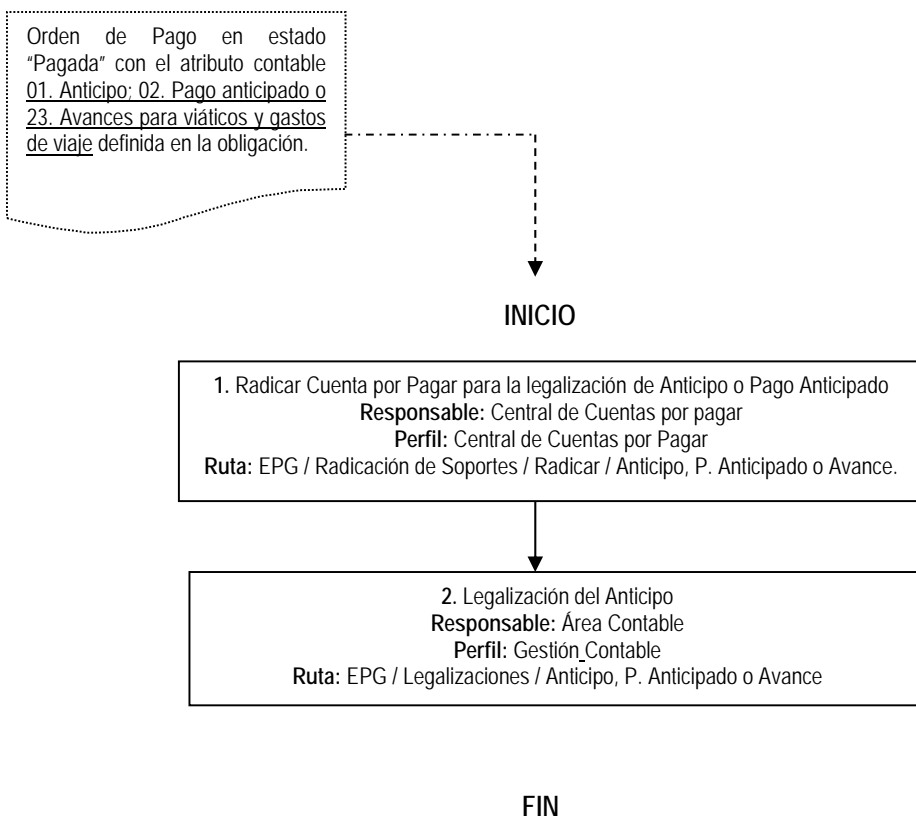 Orden de Pago en estado
“Pagada” con el atributo contable
01. Anticipo; 02. Pago anticipado o
23. Avances para viáticos y gastos
de viaje definida en la obligación.
INICIO
1. Radicar Cuenta por Pagar para la legalización de Anticipo o Pago Anticipado
Responsable: Central de Cuentas por pagar
Perfil: Central de Cuentas por Pagar
Ruta: EPG / Radicación de Soportes / Radicar / Anticipo, P. Anticipado o Avance.
2. Legalización del Anticipo
Responsable: Área Contable
Perfil: Gestión Contable
Ruta: EPG / Legalizaciones / Anticipo, P. Anticipado o Avance
FIN